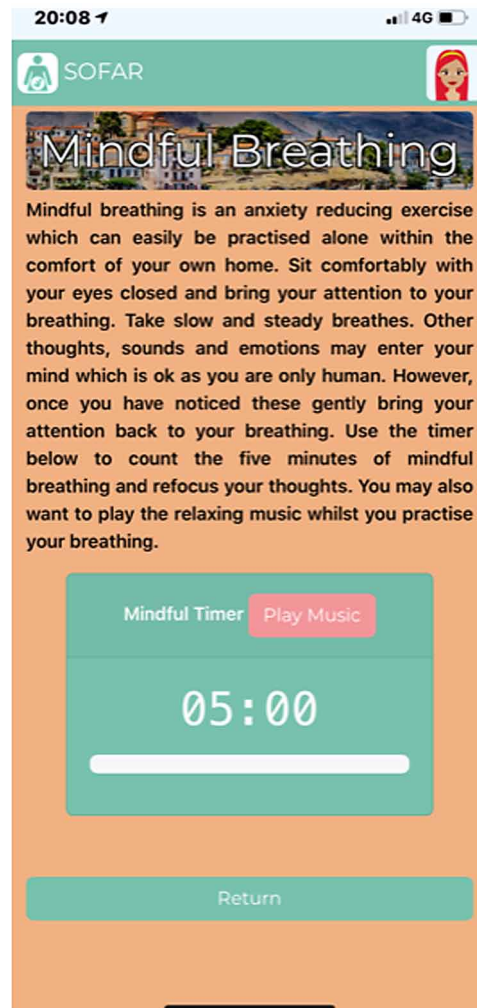 20:08
4G
SOFAR
Mindful Breathing
Mindful breathing is an anxiety reducing exercise
which can easily be practised alone within the
comfort of your own home. Sit comfortably with
your eyes closed and bring your attention to your
breathing. Take slow and steady breathes. Other
thoughts, sounds and emotions may enter your
mind which is ok as you are only human. However,
once you have noticed these gently bring your
attention back to your breathing. Use the timer
below to count the five minutes of mindful
breathing and refocus your thoughts. You may also
want to play the relaxing music whilst you practise
your breathing.
Mindful Timer Play Music
05:00
Return